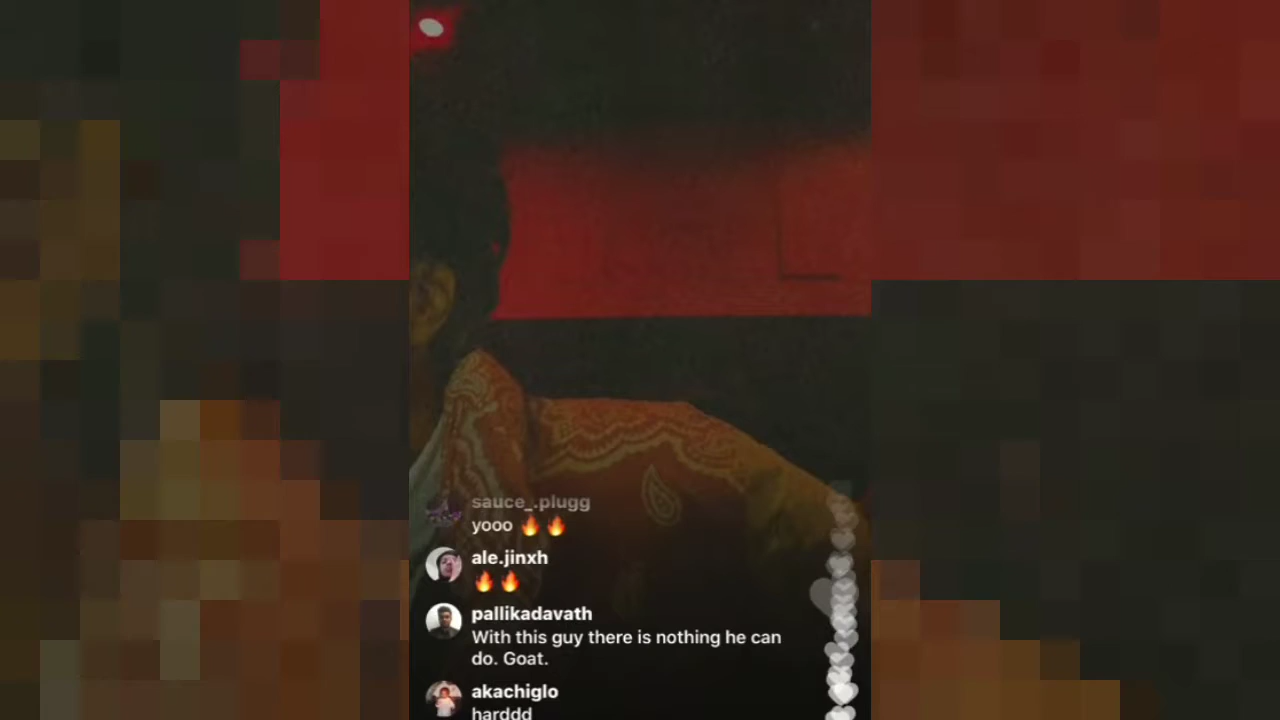 sauce_.plugg
yooo 🔥 🔥
ale.jinxh
🔥 🔥
pallikadavath
With this guy there is nothing he can
do. Goat.
akachiglo
harddd